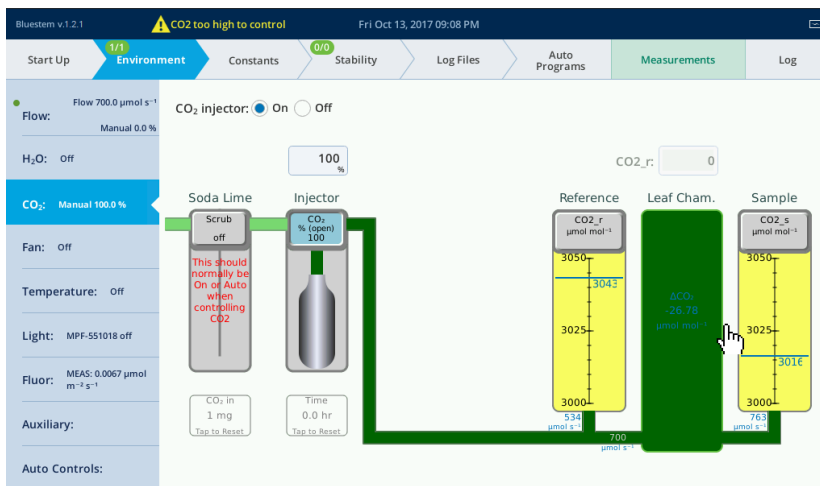 Bluestem v.1.2.1
CO2 too high to control
Fri Oct 13, 2017 09:08 PM
Start Up
1/1
Environment
Constants
0/0
Stability
Log Files
Auto
Programs
Measurements
Log
Flow:
Flow 700.0 µmol s⁻¹
Manual 0.0 %
H₂O: Off
CO₂: Manual 100.0 %
Fan: Off
Temperature: Off
Light: MPF-551018 off
Fluor: MEAS: 0.0067 µmol
m⁻² s⁻¹
Auxiliary:
Auto Controls:
CO₂ injector: On Off
100
%
CO2_r: 0
Soda Lime
Injector
Reference
Leaf Cham.
Sample
Scrub
off
This should
normally be
On or Auto
when
controlling
CO2
CO₂
% (open)
100
CO₂ in
1 mg
Tap to Reset
Time
0.0 hr
Tap to Reset
CO2_r
µmol mol⁻¹
3050
3043
3025
3000
534
µmol s⁻¹
ΔCO₂
-26.78
µmol mol⁻¹
700
µmol s⁻¹
CO2_s
µmol mol⁻¹
3050
3025
3016
3000
763
µmol s⁻¹